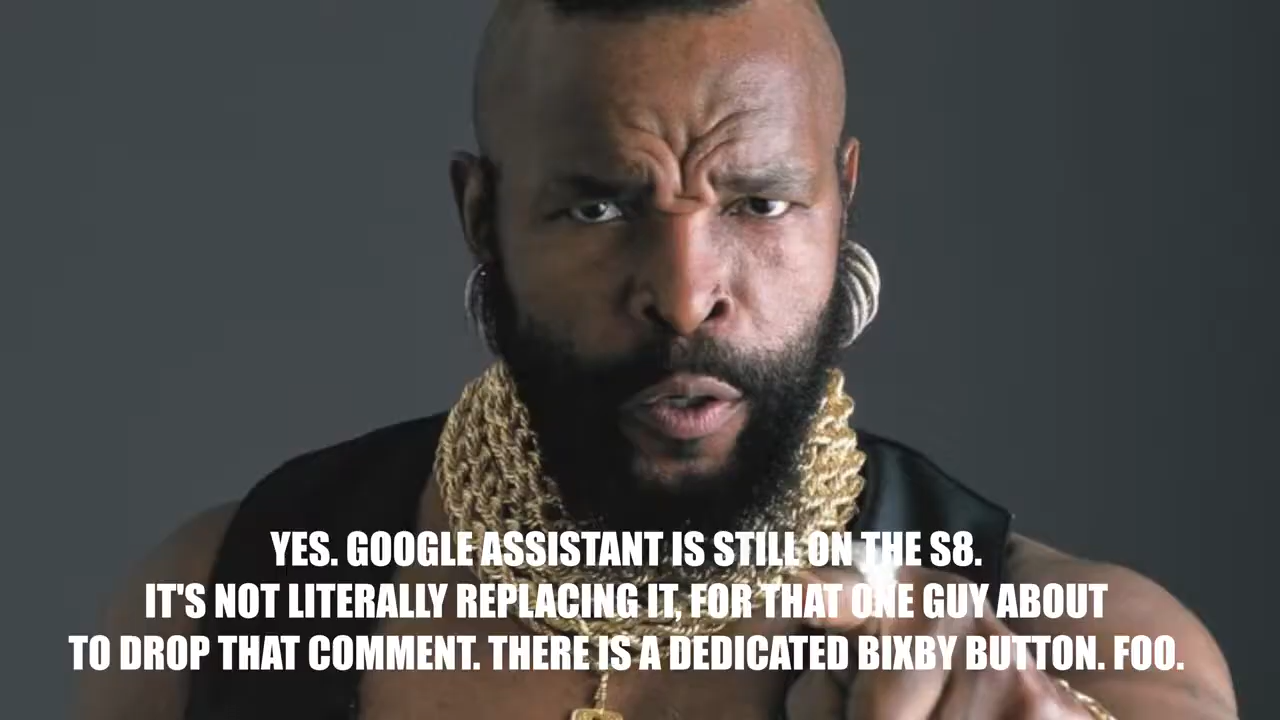 YES. GOOGLE ASSISTANT IS STILL ON THE S8.
IT'S NOT LITERALLY REPLACING IT, FOR THAT ONE GUY ABOUT
TO DROP THAT COMMENT. THERE IS A DEDICATED BIXBY BUTTON. FOO.